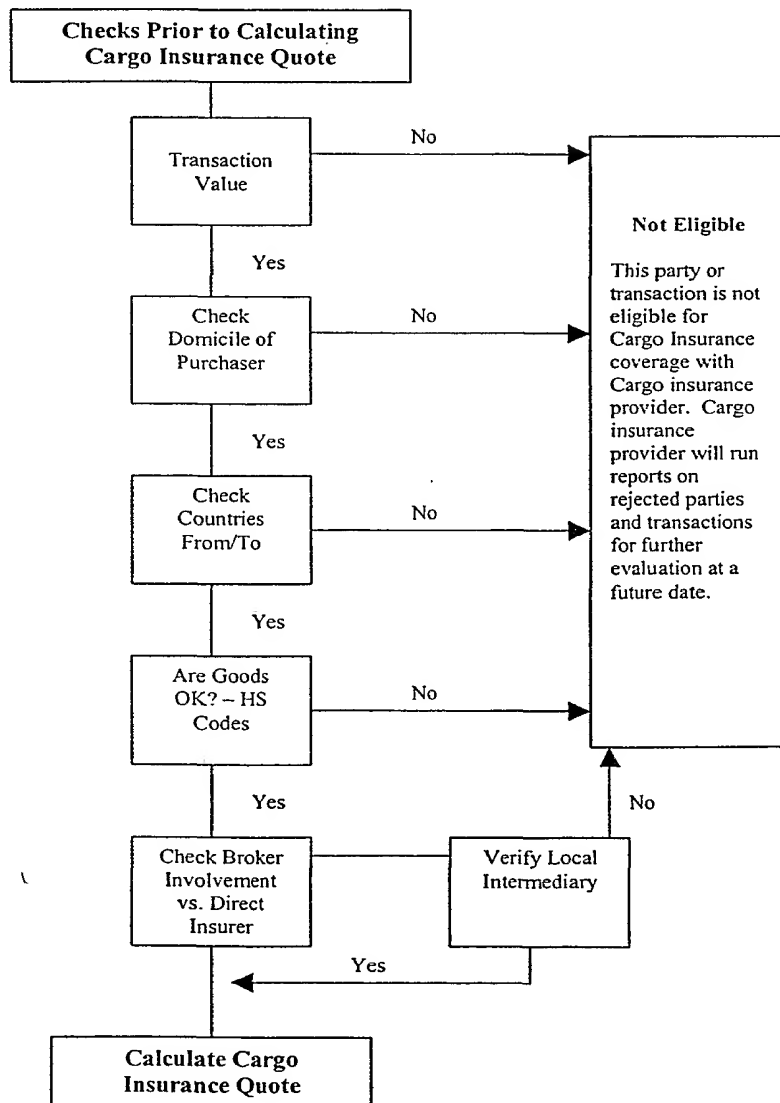 Checks Prior to Calculating
Cargo Insurance Quote
No
Transaction
Value
Yes
Not Eligible
This party or
transaction is not
eligible for
Cargo Insurance
coverage with
Cargo insurance
provider. Cargo
insurance
provider will run
reports on
rejected parties
and transactions
for further
evaluation at a
future date.
No
Check
Domicile of
Purchaser
Yes
Check
Countries
From/To
No
Yes
Are Goods
OK? – HS
Codes
No
Yes
No
Check Broker
Involvement
vs. Direct
Insurer
Verify Local
Intermediary
Yes
Calculate Cargo
Insurance Quote